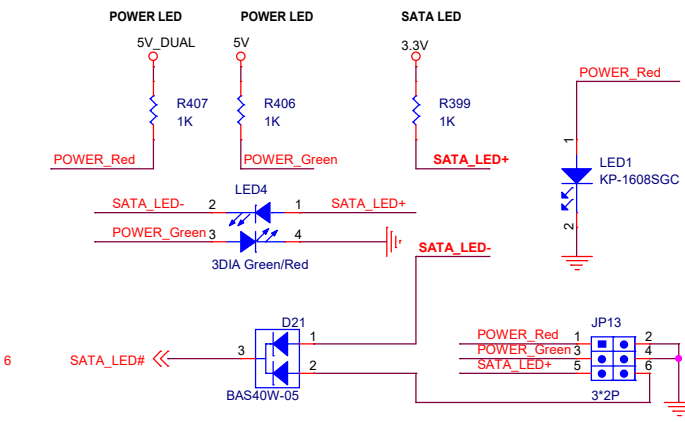 POWER LED POWER LED SATA LED
5V_DUAL 5V 3.3V
POWER_Red
R407 R406 R399
1K 1K 1K
1
POWER_Red POWER_Green SATA_LED+
LED1
KP-1608SGC
LED4
SATA_LED- 2 1 SATA_LED+
2
POWER_Green 3 4
SATA_LED-
3DIA Green/Red
D21 JP13
1 POWER_Red 1 2
6 SATA_LED# 3 POWER_Green 3 4
2 SATA_LED+ 5 6
BAS40W-05 3*2P